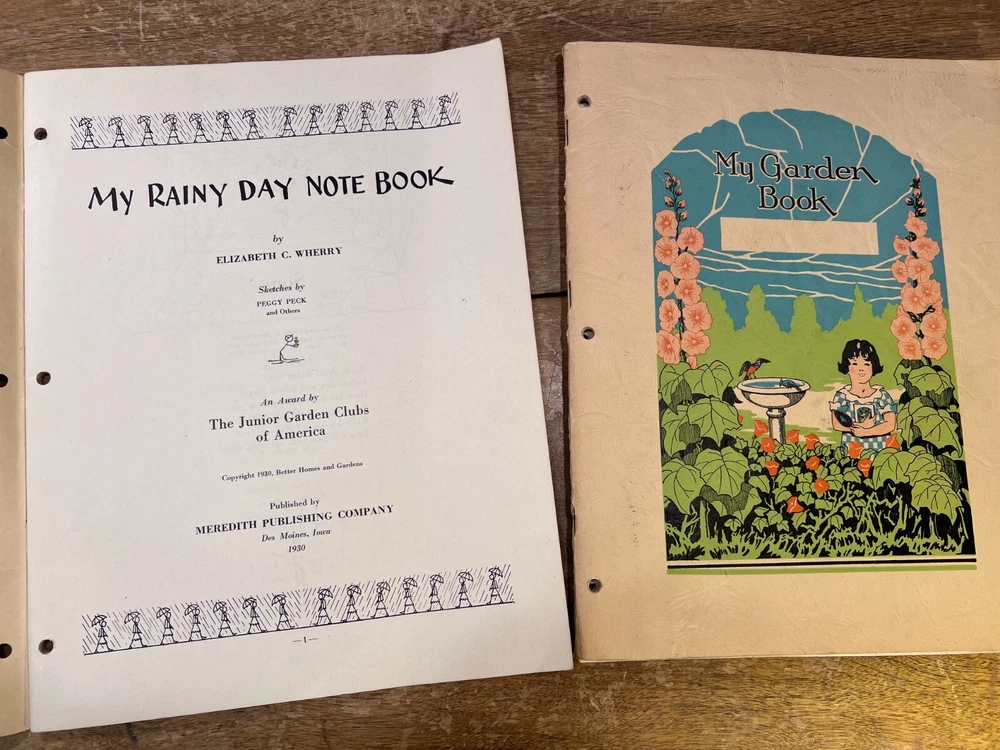 My Rainy Day Note Book
by
ELIZABETH C. WHERRY
Sketches by
PEGGY PECK
and Others
An Award by
The Junior Garden Clubs
of America
Copyright 1930, Better Homes and Gardens
Published by
MEREDITH PUBLISHING COMPANY
Des Moines, Iowa
1930
—1—
My Garden
Book